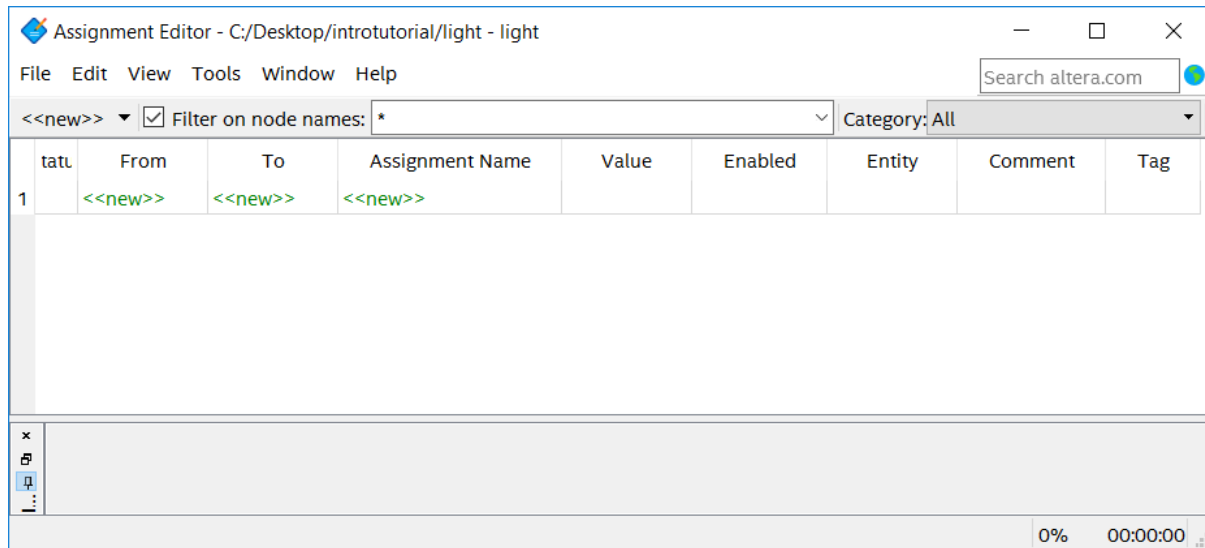 Assignment Editor - C:/Desktop/introtutorial/light - light
File Edit View Tools Window Help Search altera.com
<<new>> Filter on node names: * Category: All
tatu From To Assignment Name Value Enabled Entity Comment Tag
1 <<new>> <<new>> <<new>>
0% 00:00:00